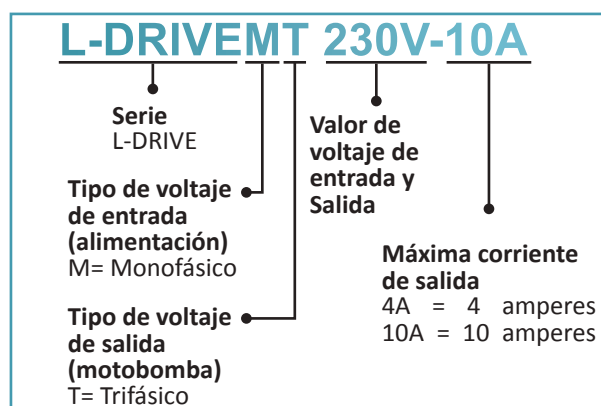 L-DRIVEMT 230V-10A
Serie
L-DRIVE
Tipo de voltaje
de entrada
(alimentación)
M= Monofásico
Tipo de voltaje
de salida
(motobomba)
T= Trifásico
Valor de
voltaje de
entrada y
Salida
Máxima corriente
de salida
4A = 4 amperes
10A = 10 amperes